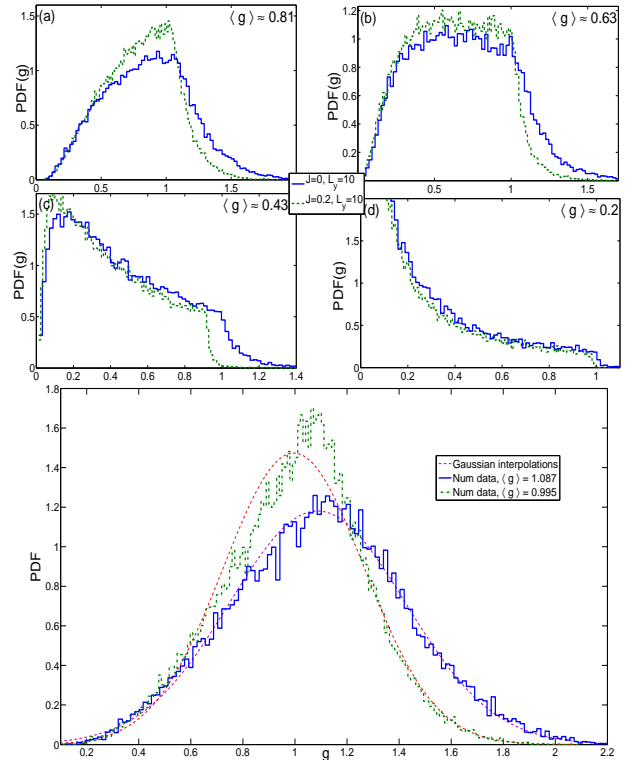 (a)
⟨ g ⟩ ≈ 0.81
PDF(g)
1.5
1
0.5
0
0 0.5 1 1.5
(b)
⟨ g ⟩ ≈ 0.63
PDF(g)
1.2
1
0.8
0.6
0.4
0.2
0.5 1 1.5
J=0, L_y=10
J=0.2, L_y=10
(c)
⟨ g ⟩ ≈ 0.43
PDF(g)
1.5
1
0.5
0
0 0.2 0.4 0.6 0.8 1 1.2 1.4
(d)
⟨ g ⟩ ≈ 0.2
PDF(g)
2
1.5
1
0.5
0
0 0.2 0.4 0.6 0.8 1
PDF
1.8
1.6
1.4
1.2
1
0.8
0.6
0.4
0.2
0
Gaussian interpolations
Num data, ⟨ g ⟩ = 1.087
Num data, ⟨ g ⟩ = 0.995
0.2 0.4 0.6 0.8 1 1.2 1.4 1.6 1.8 2.0 2.2
g